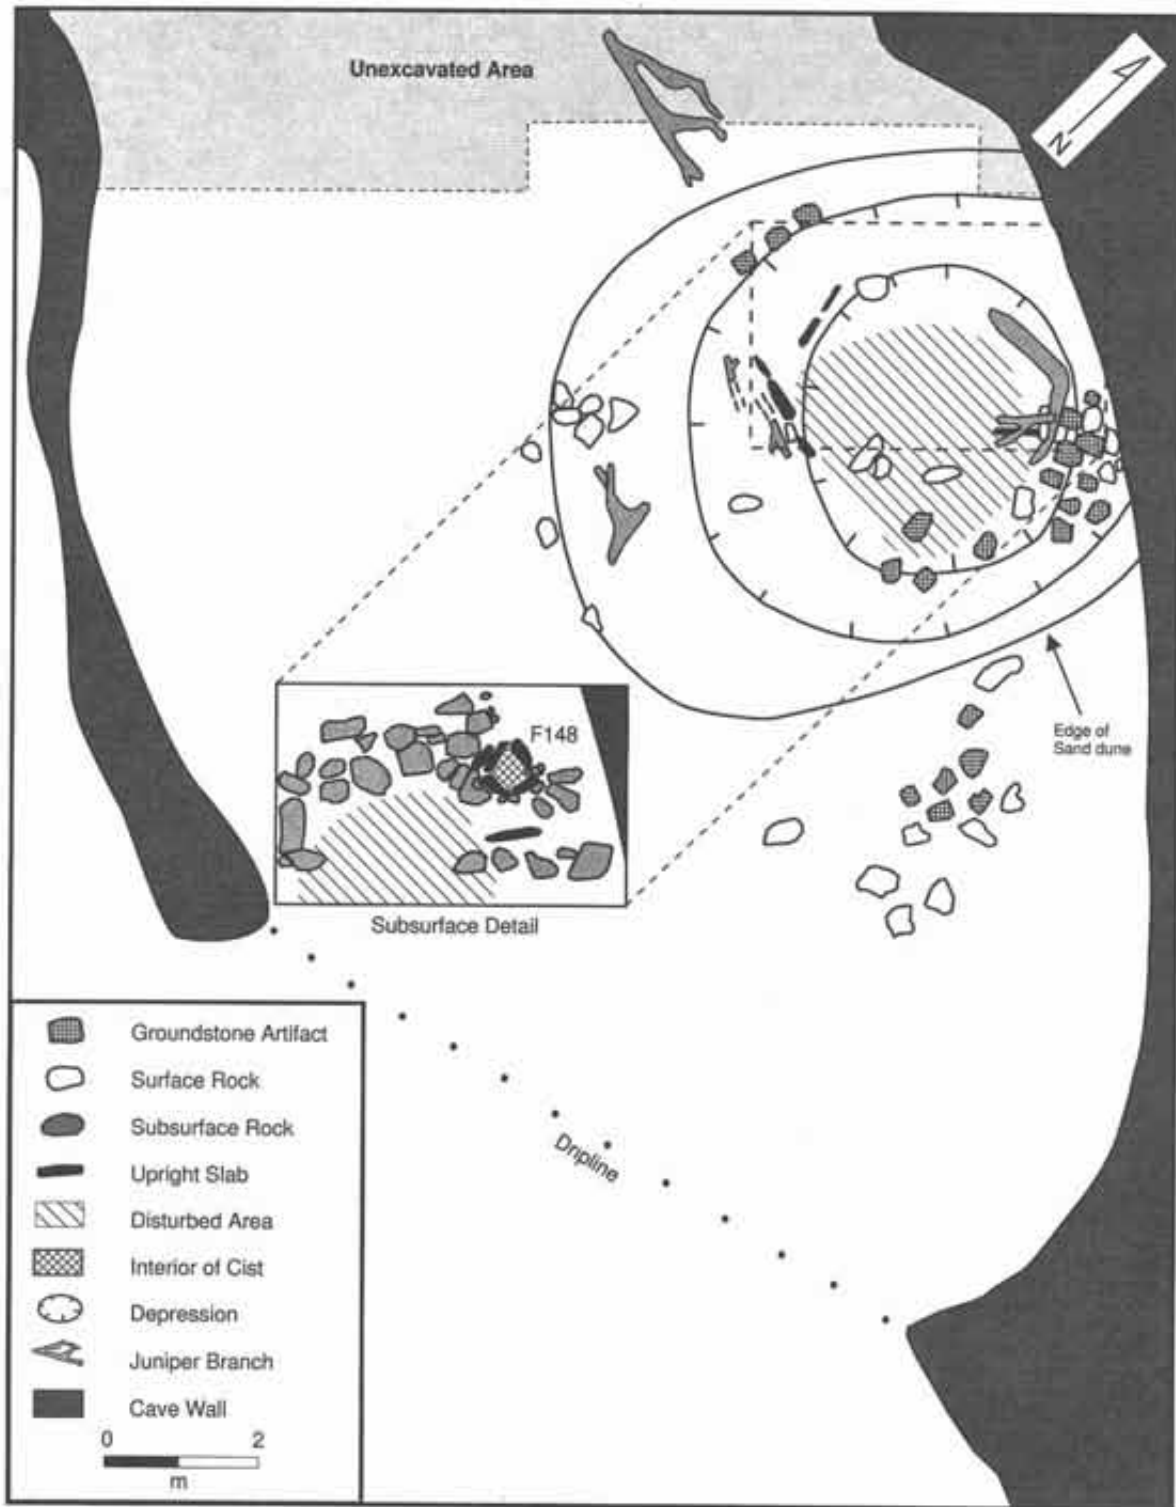 Unexcavated Area
N
F148
Edge of
Sand dune
Subsurface Detail
Dripline
Groundstone Artifact
Surface Rock
Subsurface Rock
Upright Slab
Disturbed Area
Interior of Cist
Depression
Juniper Branch
Cave Wall
0 2
m